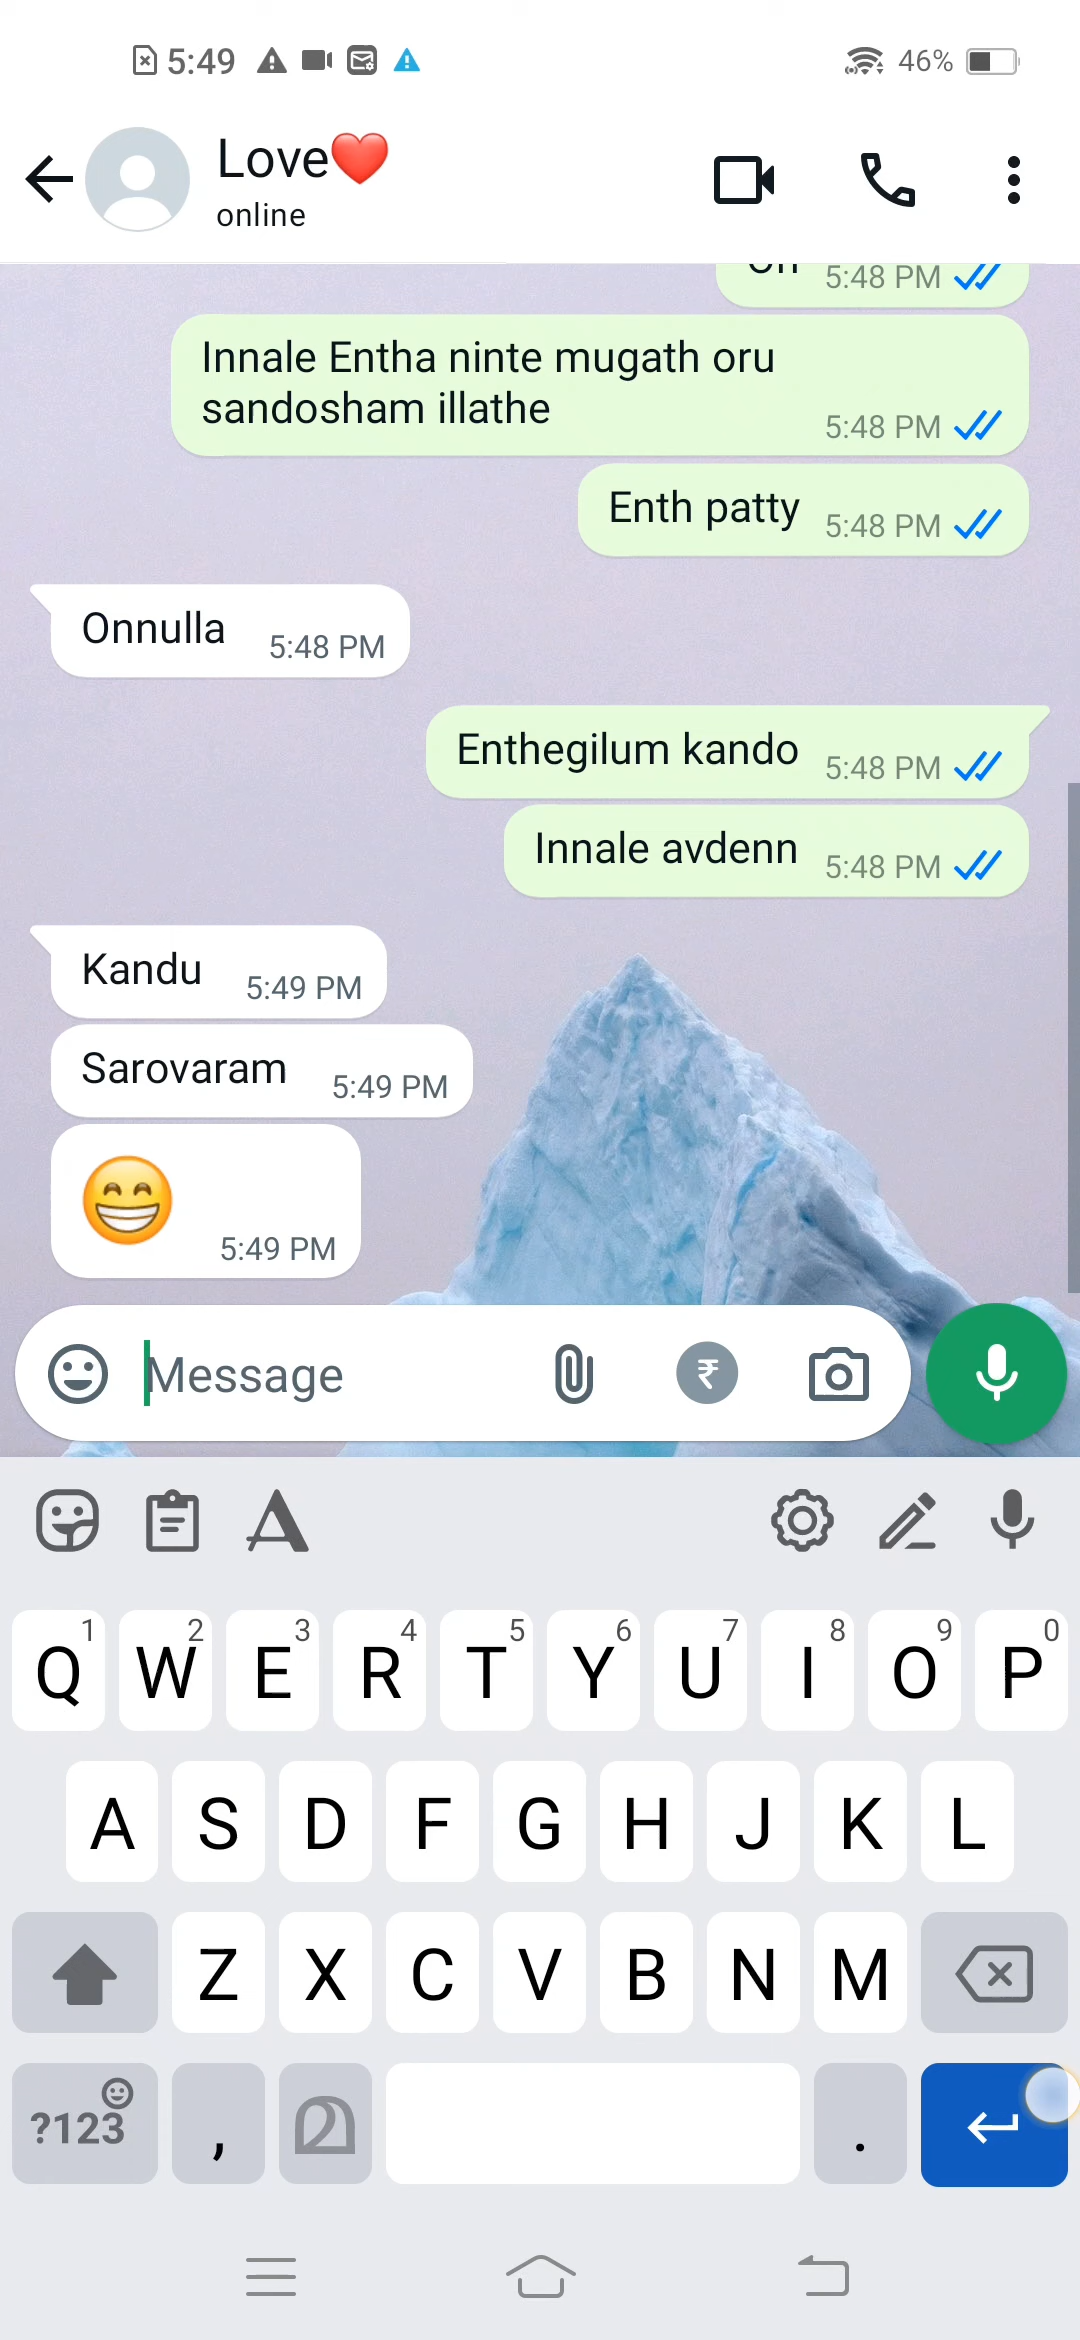 5:49
46%
Love❤️
online
5:48 PM
Innale Entha ninte mugath oru
sandosham illathe
5:48 PM
Enth patty 5:48 PM
Onnulla 5:48 PM
Enthegilum kando 5:48 PM
Innale avdenn 5:48 PM
Kandu 5:49 PM
Sarovaram 5:49 PM
😁 5:49 PM
Message
₹
1 2 3 4 5 6 7 8 9 0
Q W E R T Y U I O P
A S D F G H J K L
Z X C V B N M
?123 , .